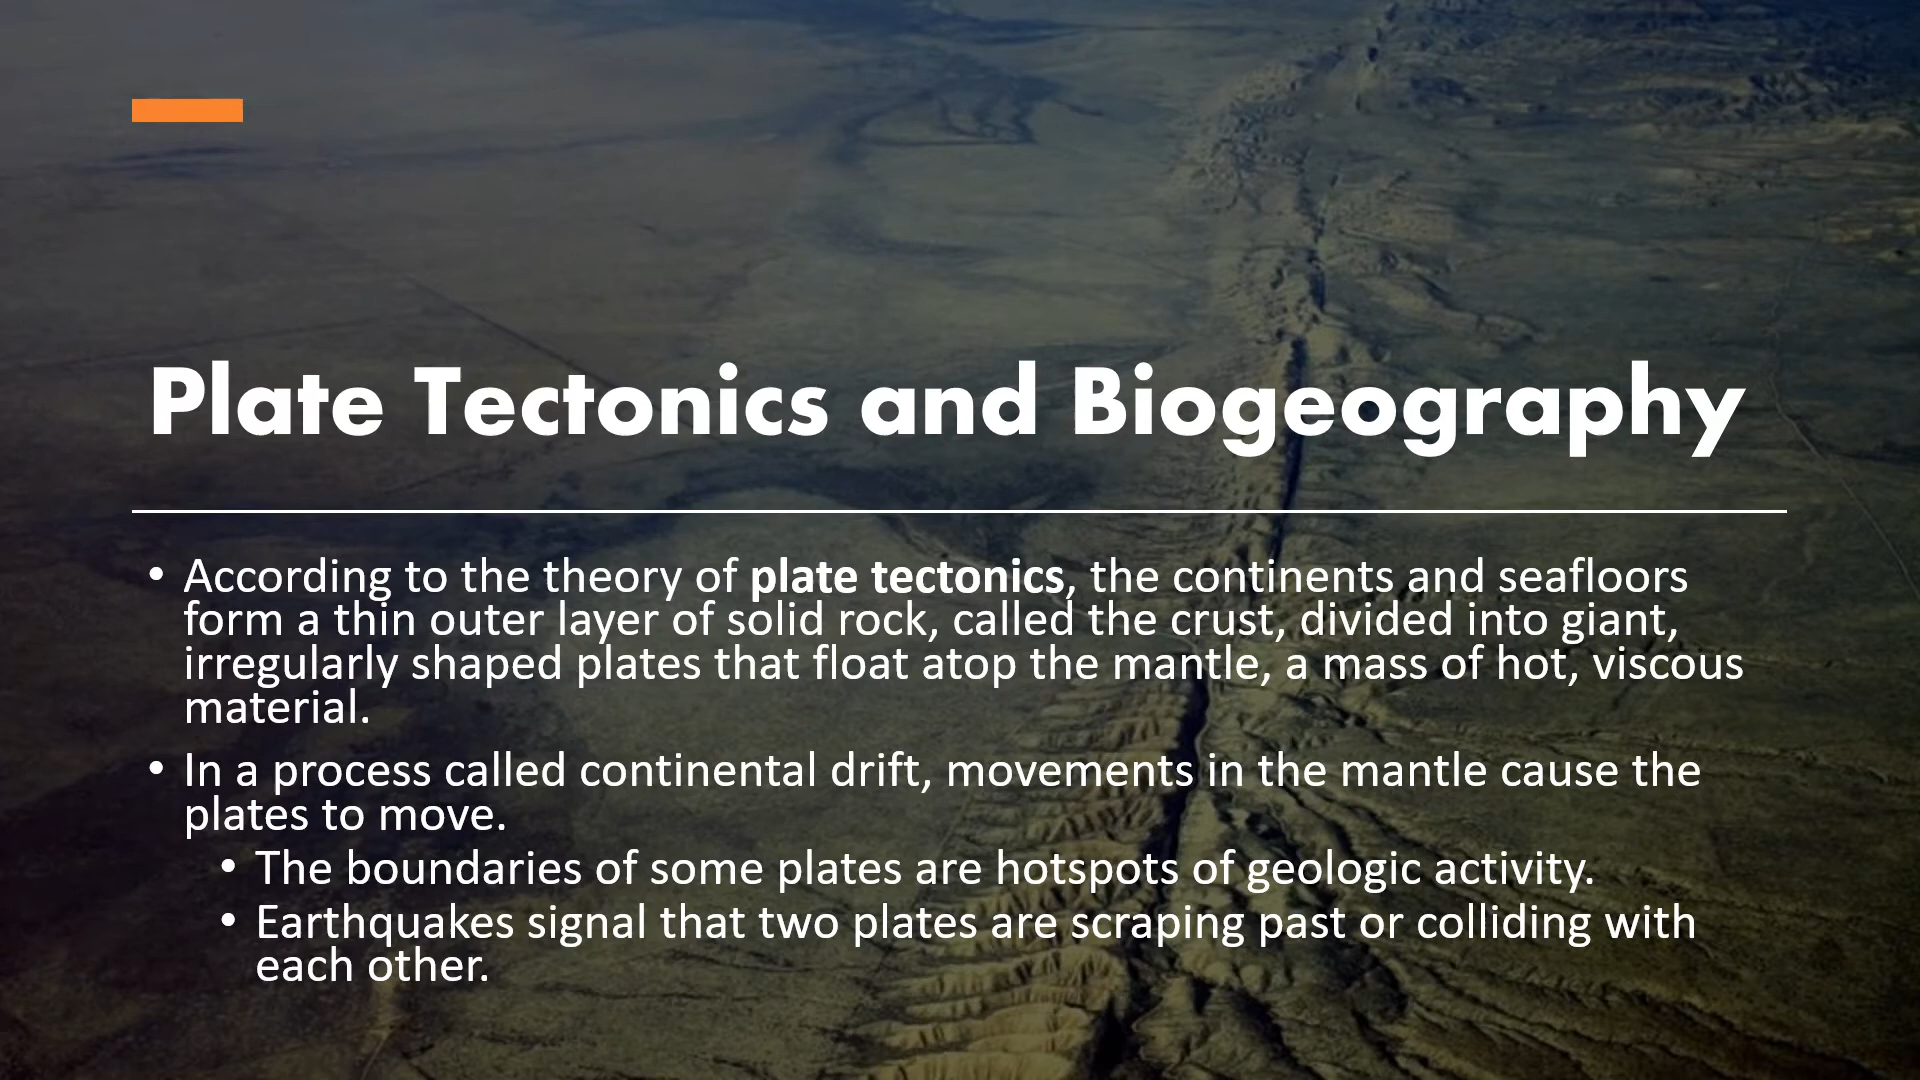 Plate Tectonics and Biogeography
• According to the theory of plate tectonics, the continents and seafloors
form a thin outer layer of solid rock, called the crust, divided into giant,
irregularly shaped plates that float atop the mantle, a mass of hot, viscous
material.
• In a process called continental drift, movements in the mantle cause the
plates to move.
• The boundaries of some plates are hotspots of geologic activity.
• Earthquakes signal that two plates are scraping past or colliding with
each other.